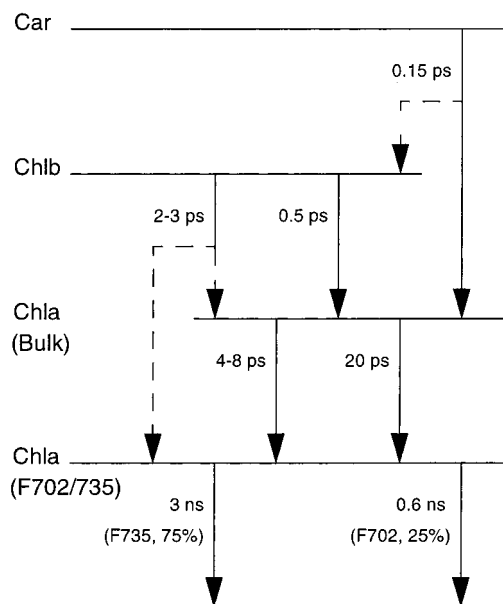 Car
0.15 ps
Chlb
2-3 ps
0.5 ps
Chla
(Bulk)
4-8 ps
20 ps
Chla
(F702/735)
3 ns
(F735, 75%)
0.6 ns
(F702, 25%)